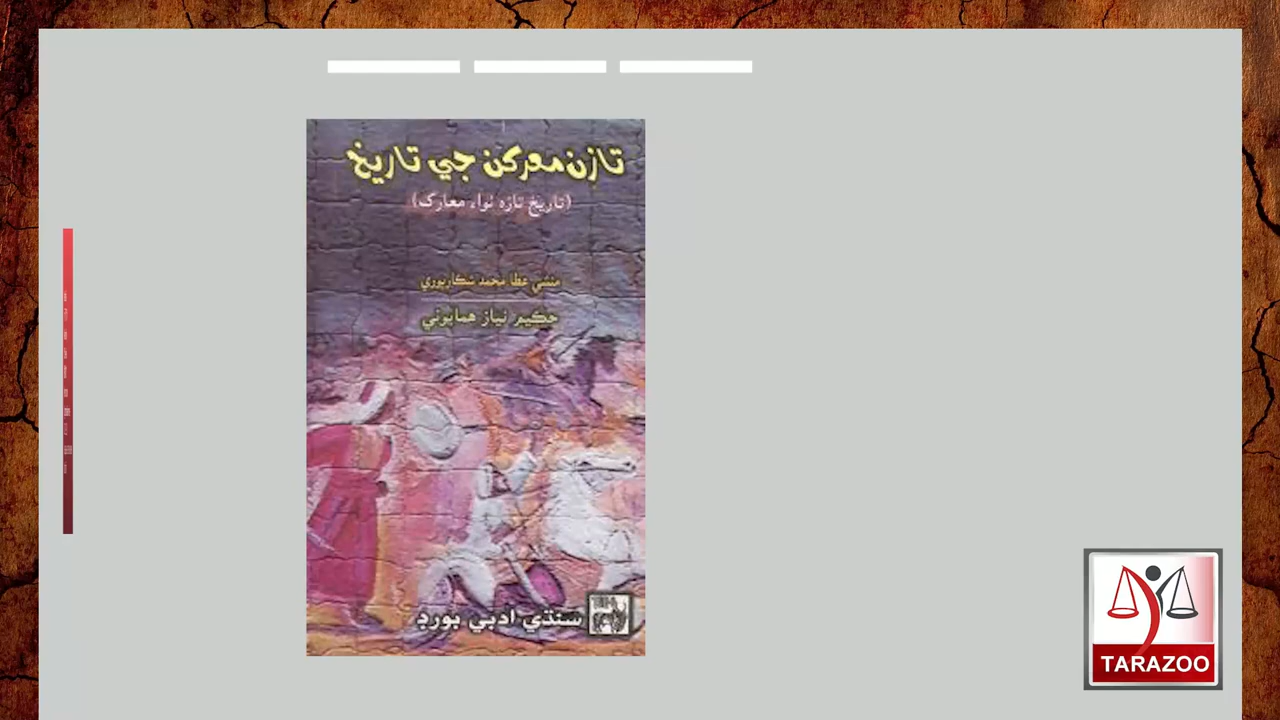 تازن معرڪن جي تاريخ
(تاريخ تازه نواء معارک)
منشي عطا محمد شڪارپوري
حڪيم نياز همايوني
سنڌي ادبي بورڊ
TARAZOO